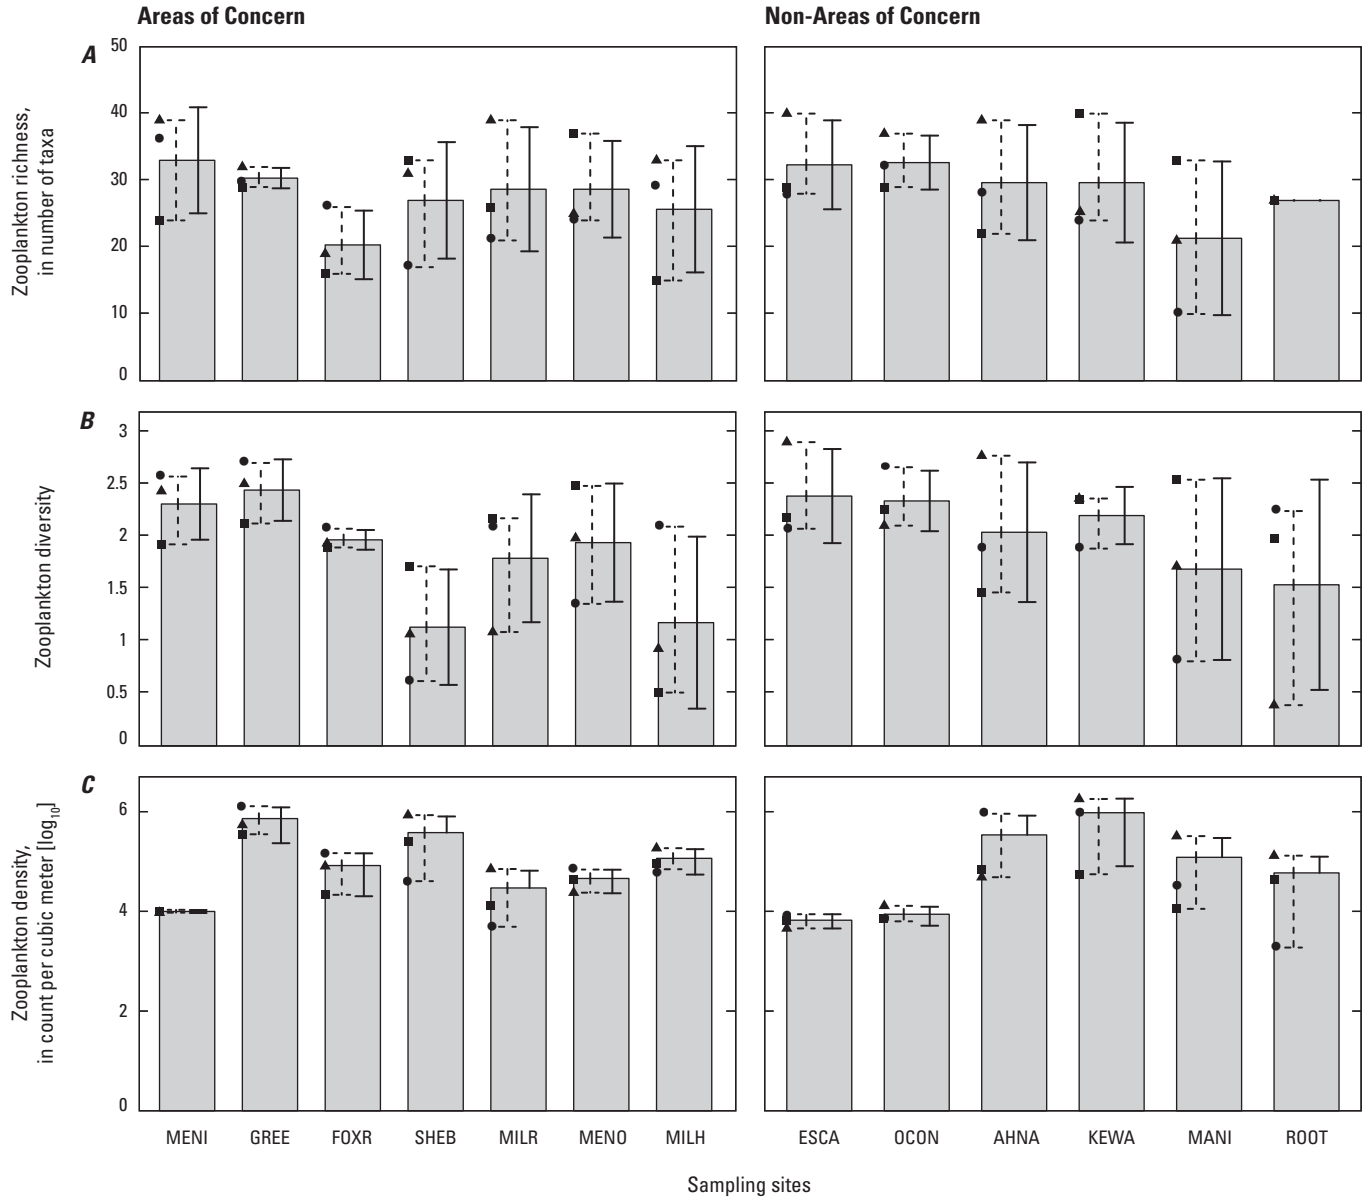 Areas of Concern
Non-Areas of Concern
A
Zooplankton richness,
in number of taxa
50
40
30
20
10
0
B
Zooplankton diversity
3
2.5
2
1.5
1
0.5
0
C
Zooplankton density,
in count per cubic meter [log10]
6
4
2
0
MENI GREE FOXR SHEB MILR MENO MILH ESCA OCON AHNA KEWA MANI ROOT
Sampling sites